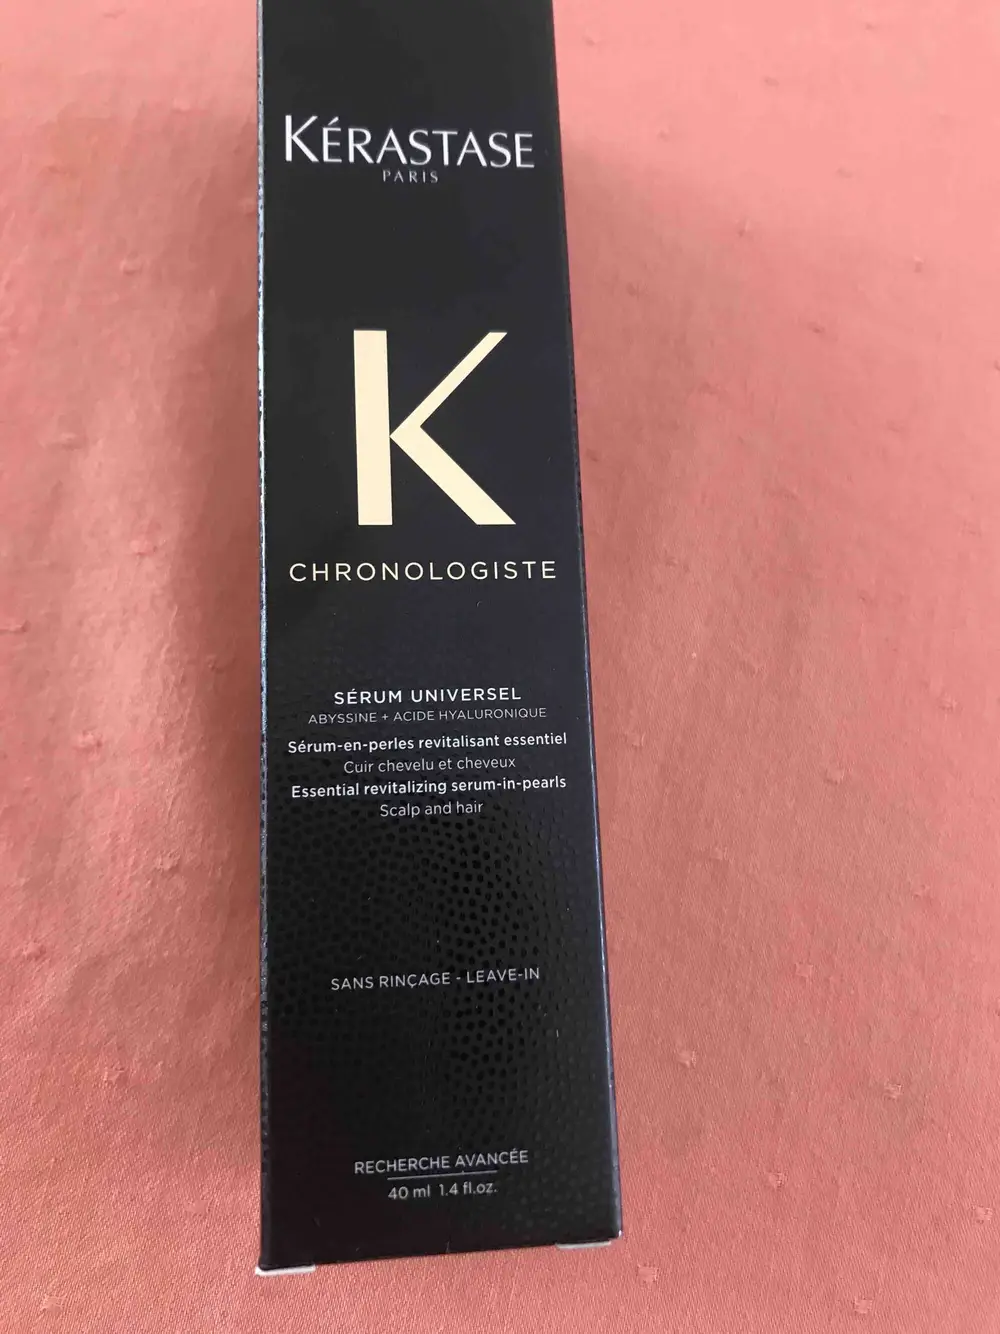 KÉRASTASE
PARIS
K
CHRONOLOGISTE
SÉRUM UNIVERSEL
ABYSSINE + ACIDE HYALURONIQUE
Sérum-en-perles revitalisant essentiel
Cuir chevelu et cheveux
Essential revitalizing serum-in-pearls
Scalp and hair
SANS RINÇAGE - LEAVE-IN
RECHERCHE AVANCÉE
40 ml 1.4 fl.oz.